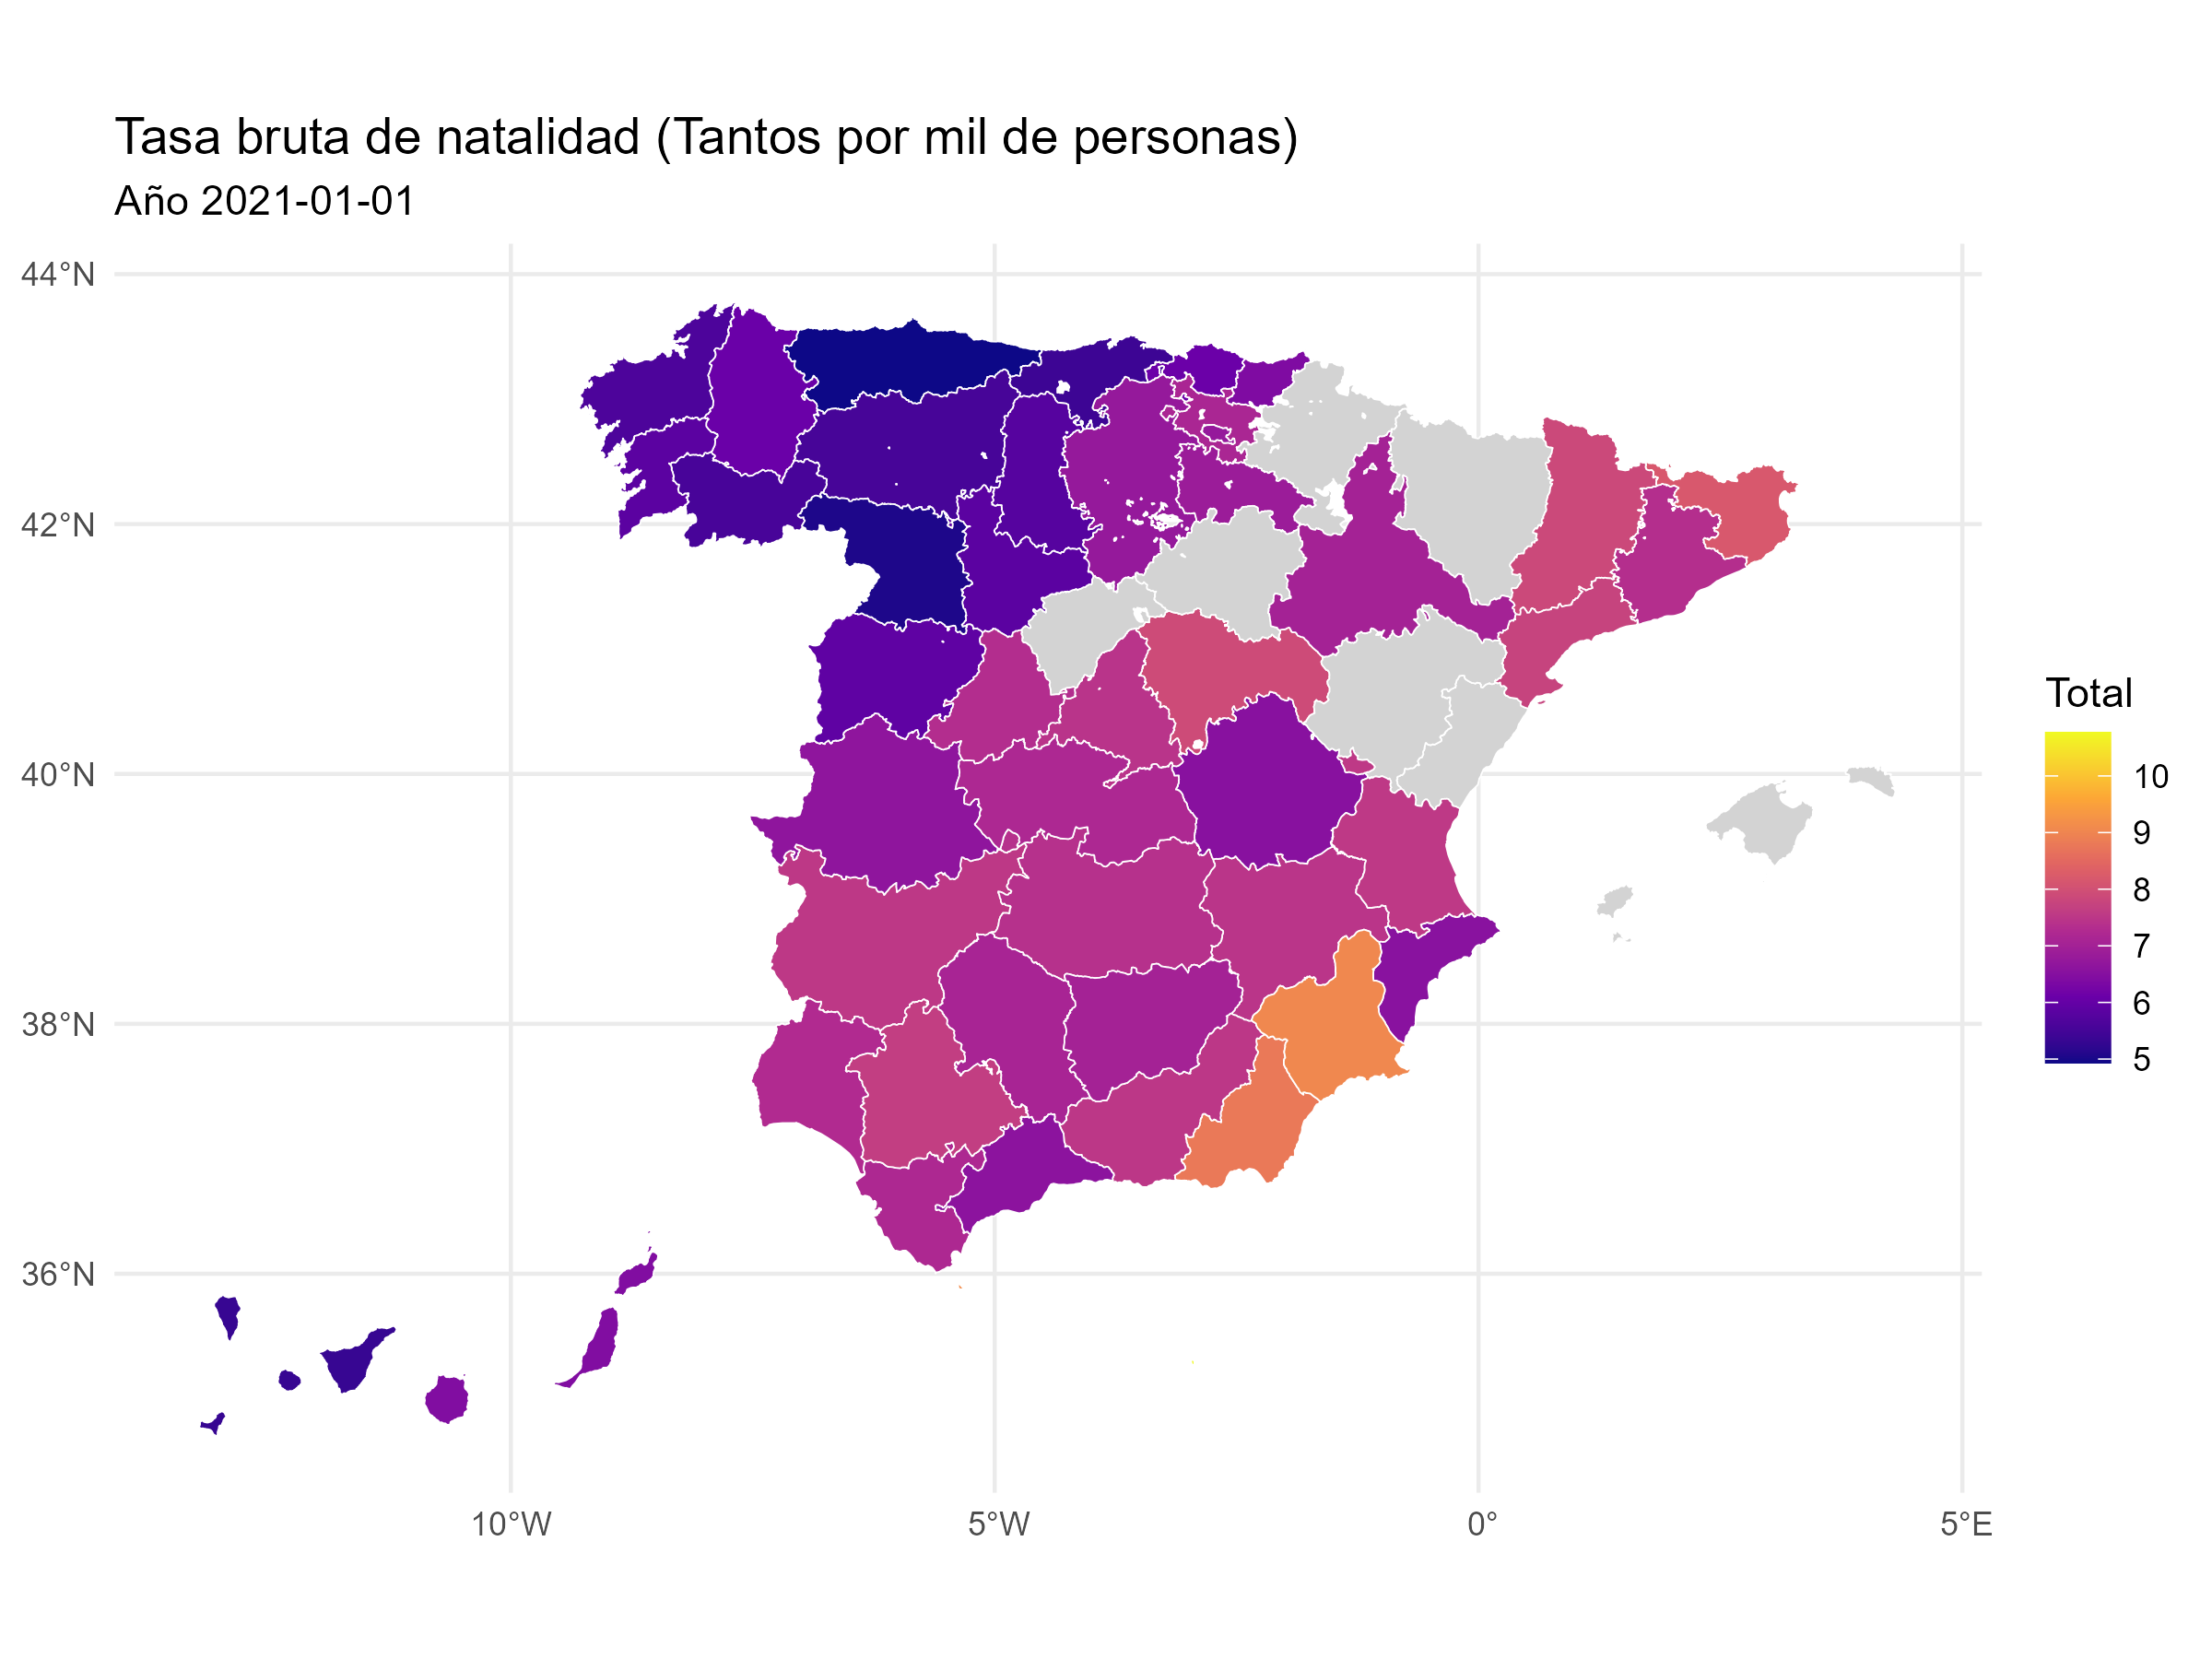 Tasa bruta de natalidad (Tantos por mil de personas)
Año 2021-01-01
44°N
42°N
40°N
38°N
36°N
10°W
5°W
0°
5°E
Total
10
9
8
7
6
5